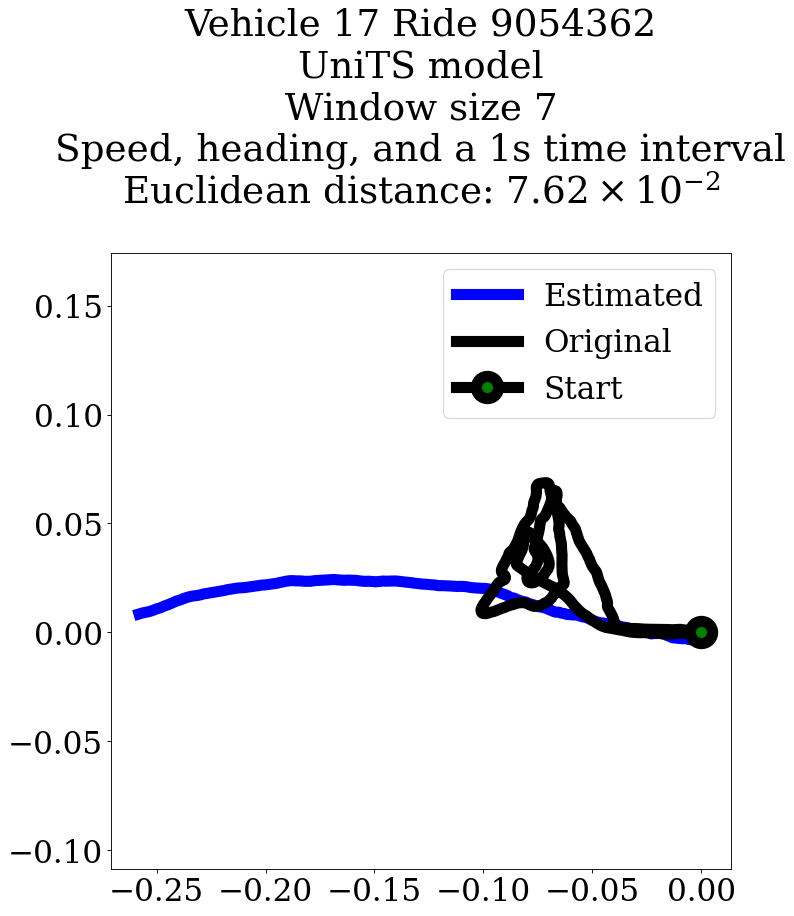 Vehicle 17 Ride 9054362
UniTS model
Window size 7
Speed, heading, and a 1s time interval
Euclidean distance: 7.62 × 10⁻²
Estimated
Original
Start
0.15
0.10
0.05
0.00
−0.05
−0.10
−0.25 −0.20 −0.15 −0.10 −0.05 0.00